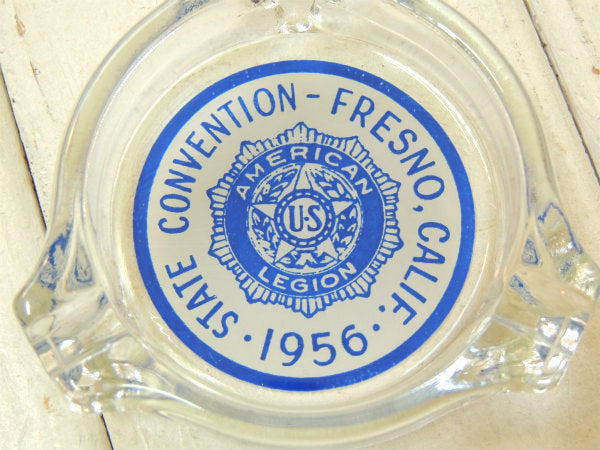 STATE CONVENTION - FRESNO, CALIF.
· 1956 ·
AMERICAN
U·S
LEGION